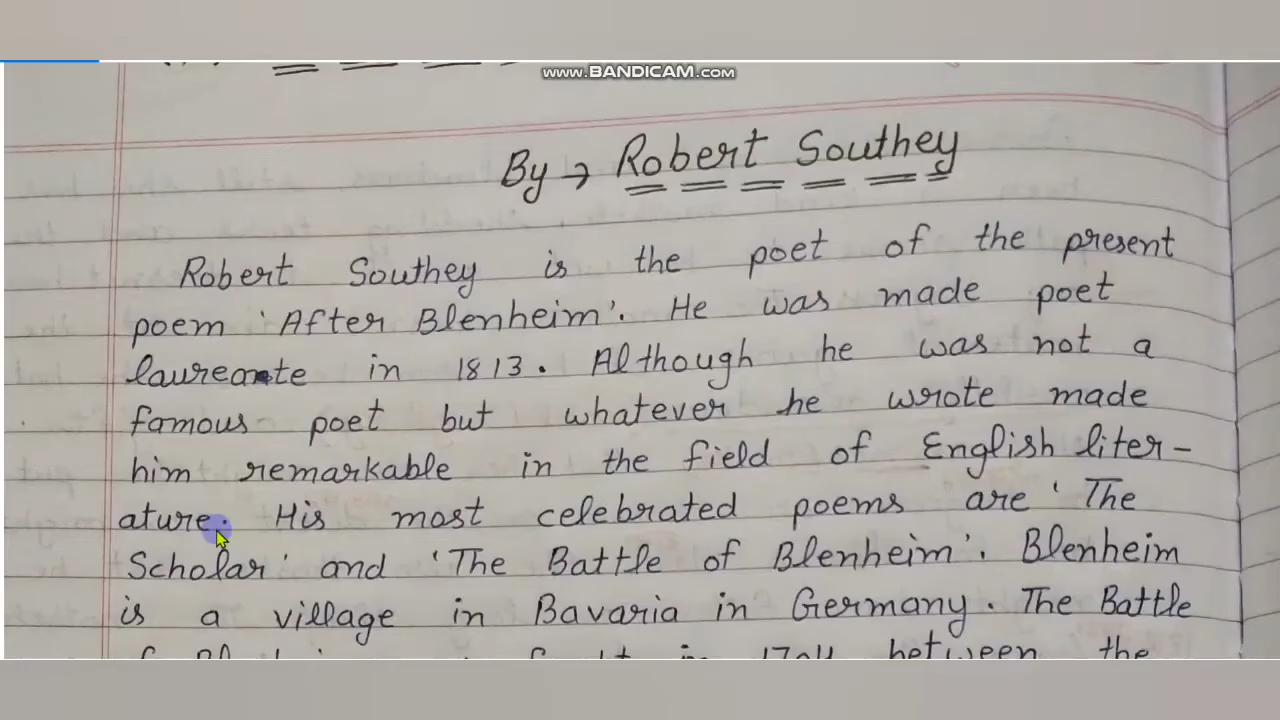 www.BANDICAM.com
By → Robert Southey
Robert Southey is the poet of the present
poem 'After Blenheim'. He was made poet
laureate in 1813. Although he was not a
famous poet but whatever he wrote made
him remarkable in the field of English liter-
ature. His most celebrated poems are 'The
Scholar' and 'The Battle of Blenheim'. Blenheim
is a village in Bavaria in Germany. The Battle
between the